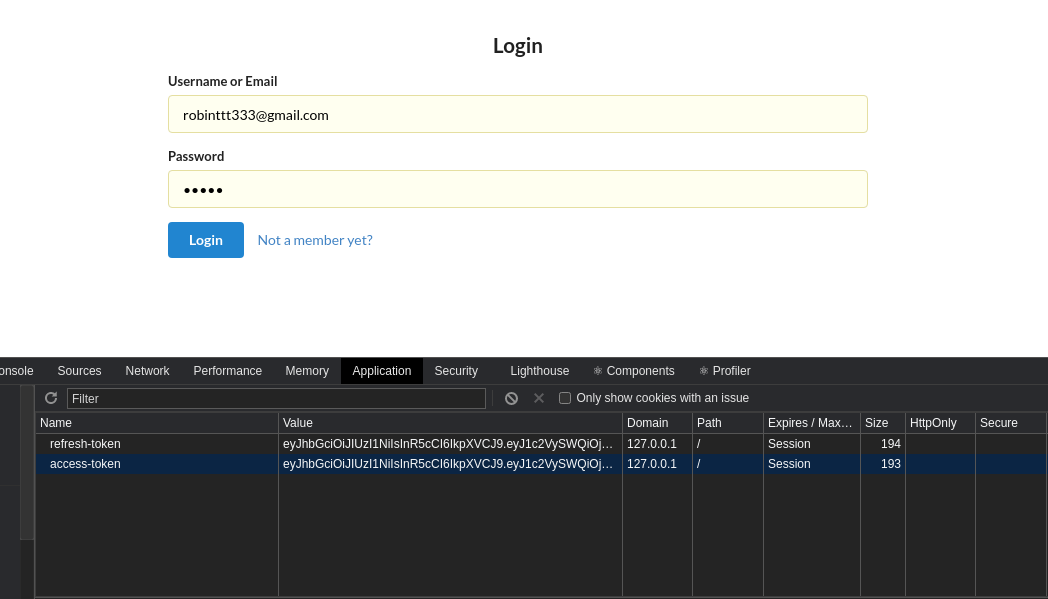 Login
Username or Email
robinttt333@gmail.com
Password
•••••
Login Not a member yet?
onsole Sources Network Performance Memory Application Security Lighthouse ⚛ Components ⚛ Profiler
Filter Only show cookies with an issue
Name Value Domain Path Expires / Max… Size HttpOnly Secure
refresh-token eyJhbGciOiJIUzI1NiIsInR5cCI6IkpXVCJ9.eyJ1c2VySWQiOj… 127.0.0.1 / Session 194
access-token eyJhbGciOiJIUzI1NiIsInR5cCI6IkpXVCJ9.eyJ1c2VySWQiOj… 127.0.0.1 / Session 193